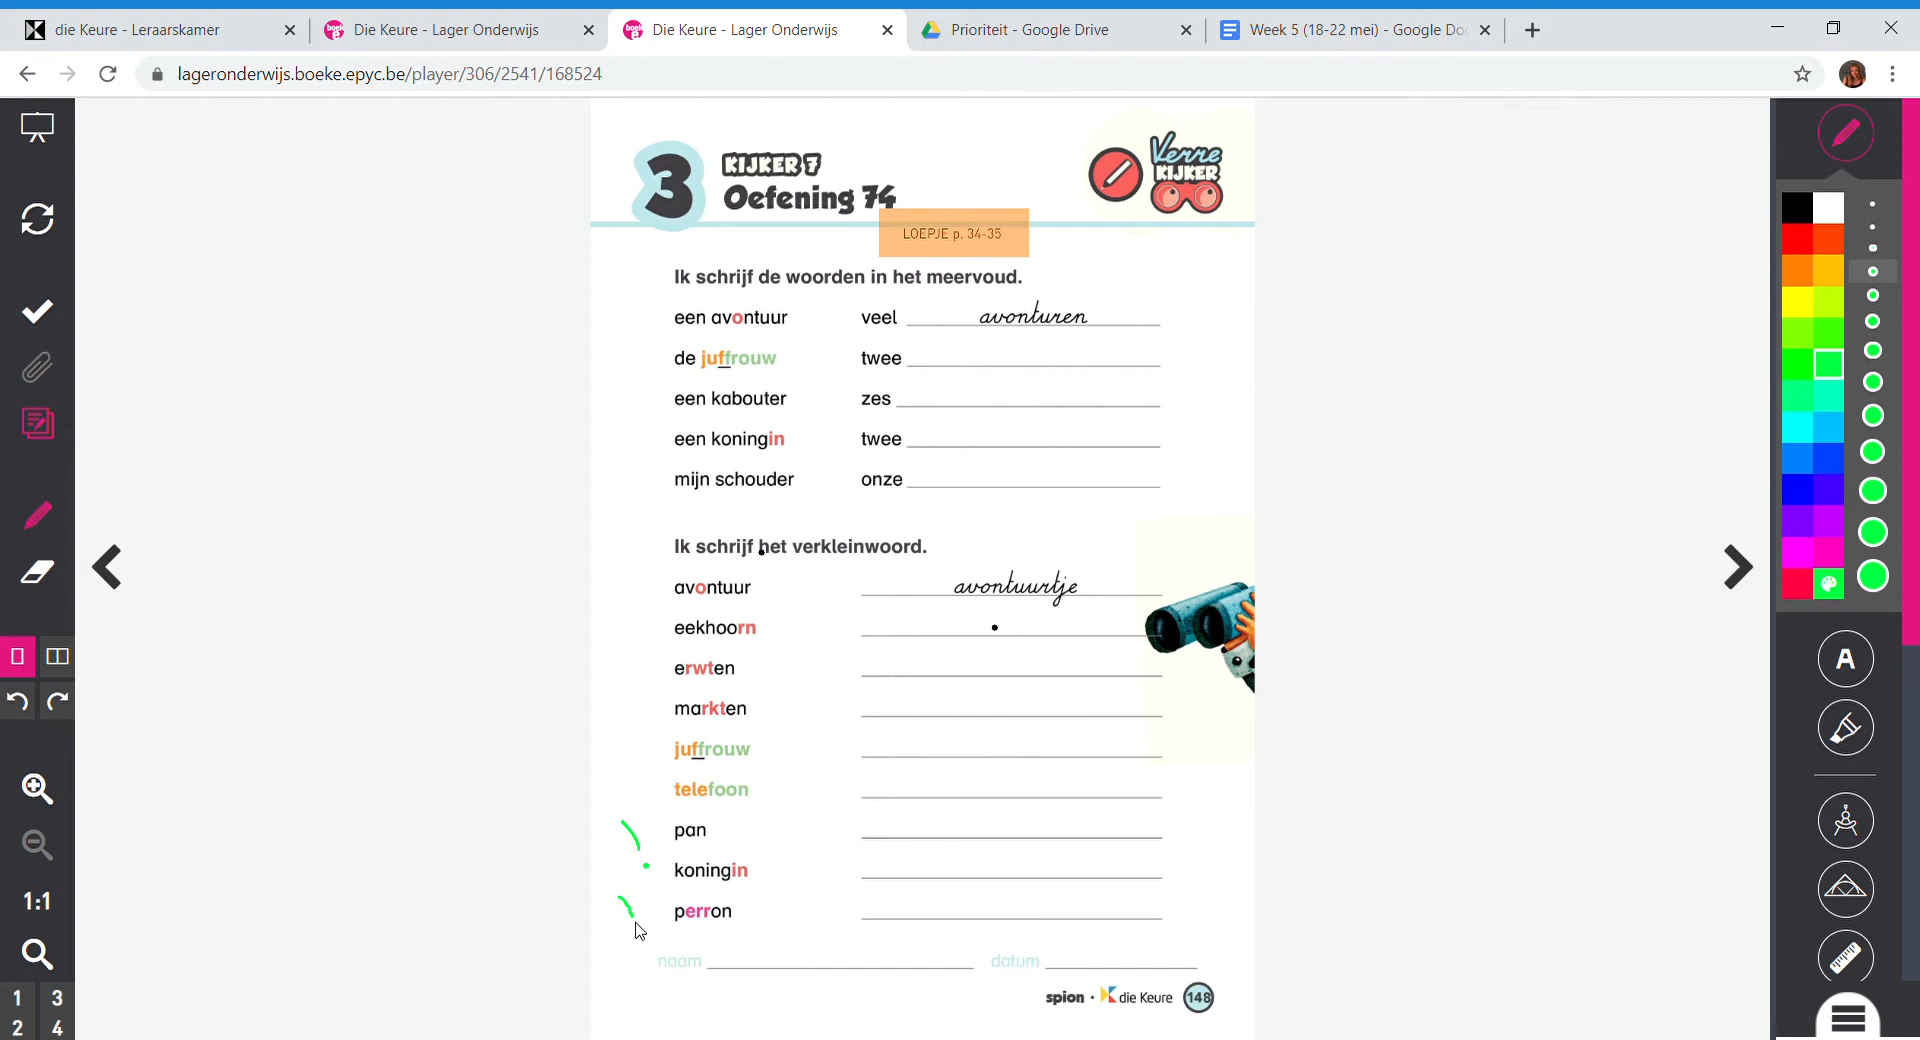 die Keure - Leraarskamer
Die Keure - Lager Onderwijs
Die Keure - Lager Onderwijs
Prioriteit - Google Drive
Week 5 (18-22 mei) - Google Do
lageronderwijs.boeke.epyc.be/player/306/2541/168524
3
KIJKER 7
Oefening 74
Verre
KIJKER
LOEPJE p. 34-35
Ik schrijf de woorden in het meervoud.
een avontuur veel avonturen
de juffrouw twee
een kabouter zes
een koningin twee
mijn schouder onze
Ik schrijf het verkleinwoord.
avontuur avontuurtje
eekhoorn
erwten
markten
juffrouw
telefoon
pan
koningin
perron
naam datum
spion · die Keure 148
A
1:1
1 3
2 4